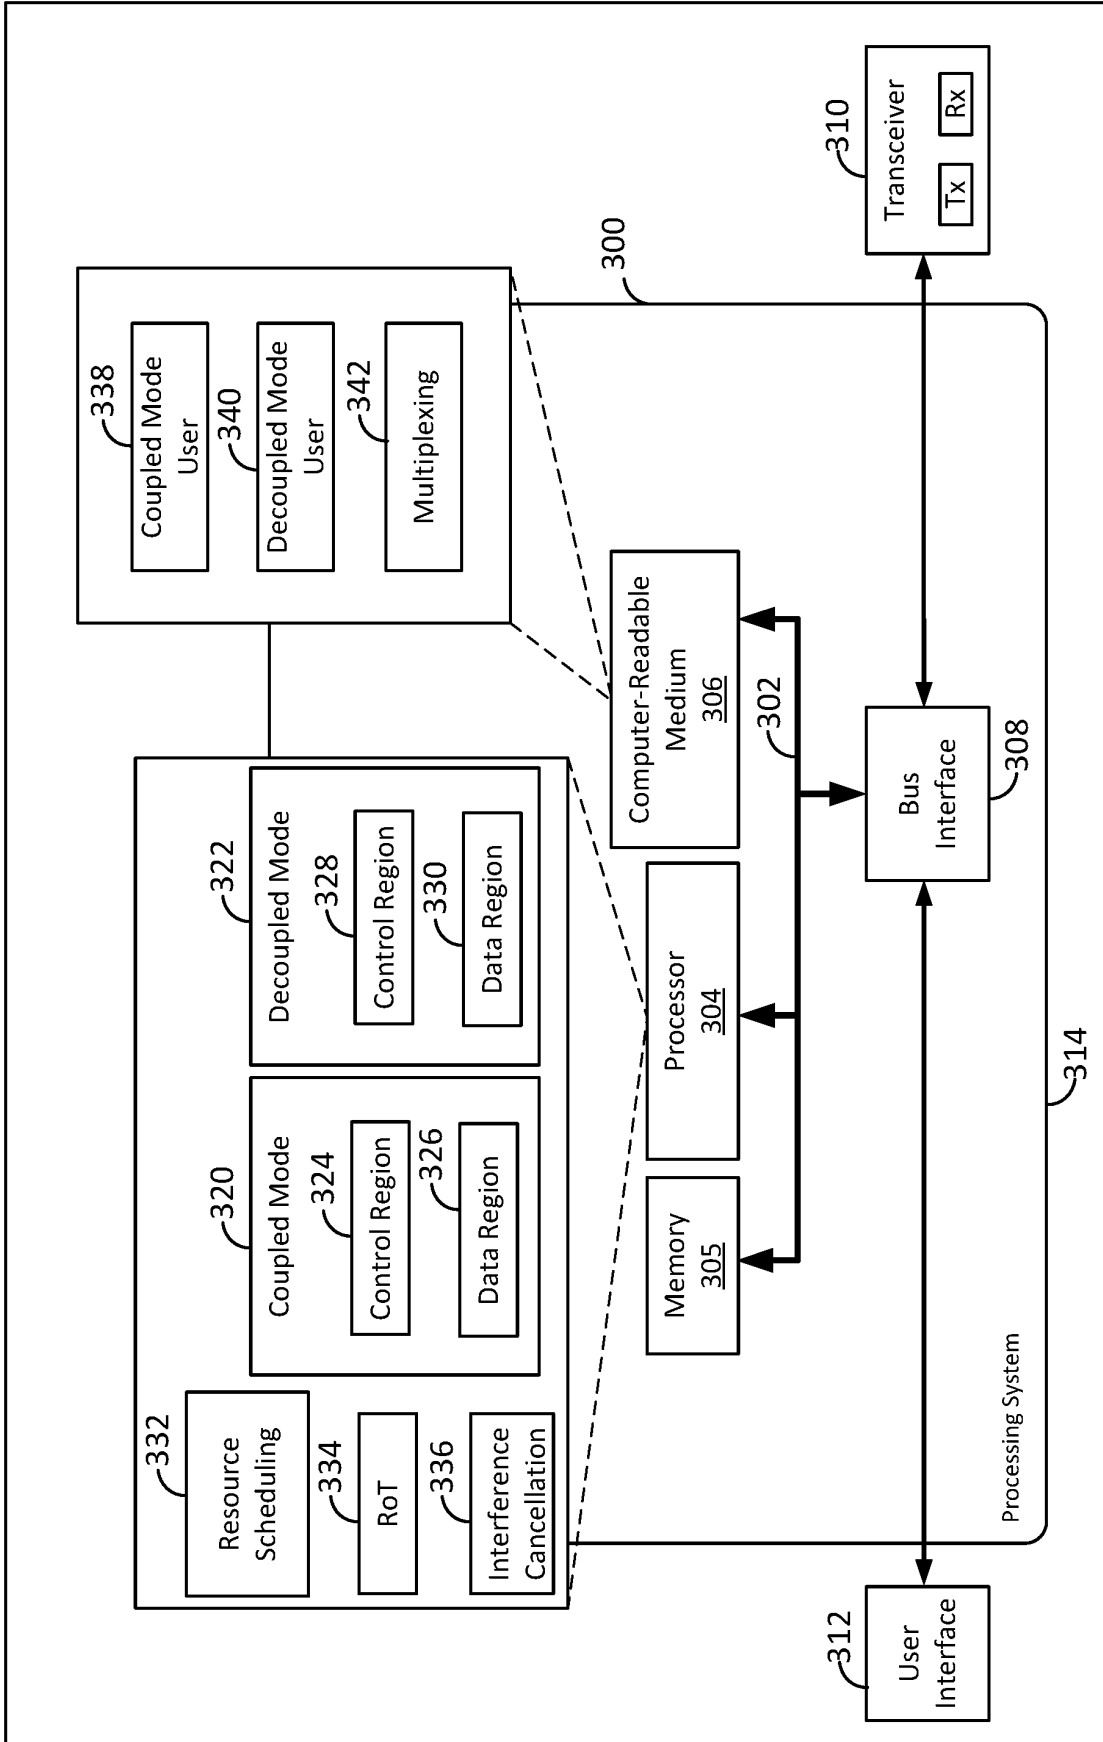 332
Resource
Scheduling
334
RoT
336
Interference
Cancellation
320
Coupled Mode
324
Control Region
326
Data Region
322
Decoupled Mode
328
Control Region
330
Data Region
338
Coupled Mode
User
340
Decoupled Mode
User
342
Multiplexing
300
Memory
305
Processor
304
Computer-Readable
Medium
306
302
312
User
Interface
Bus
Interface
308
310
Transceiver
Tx
Rx
Processing System
314